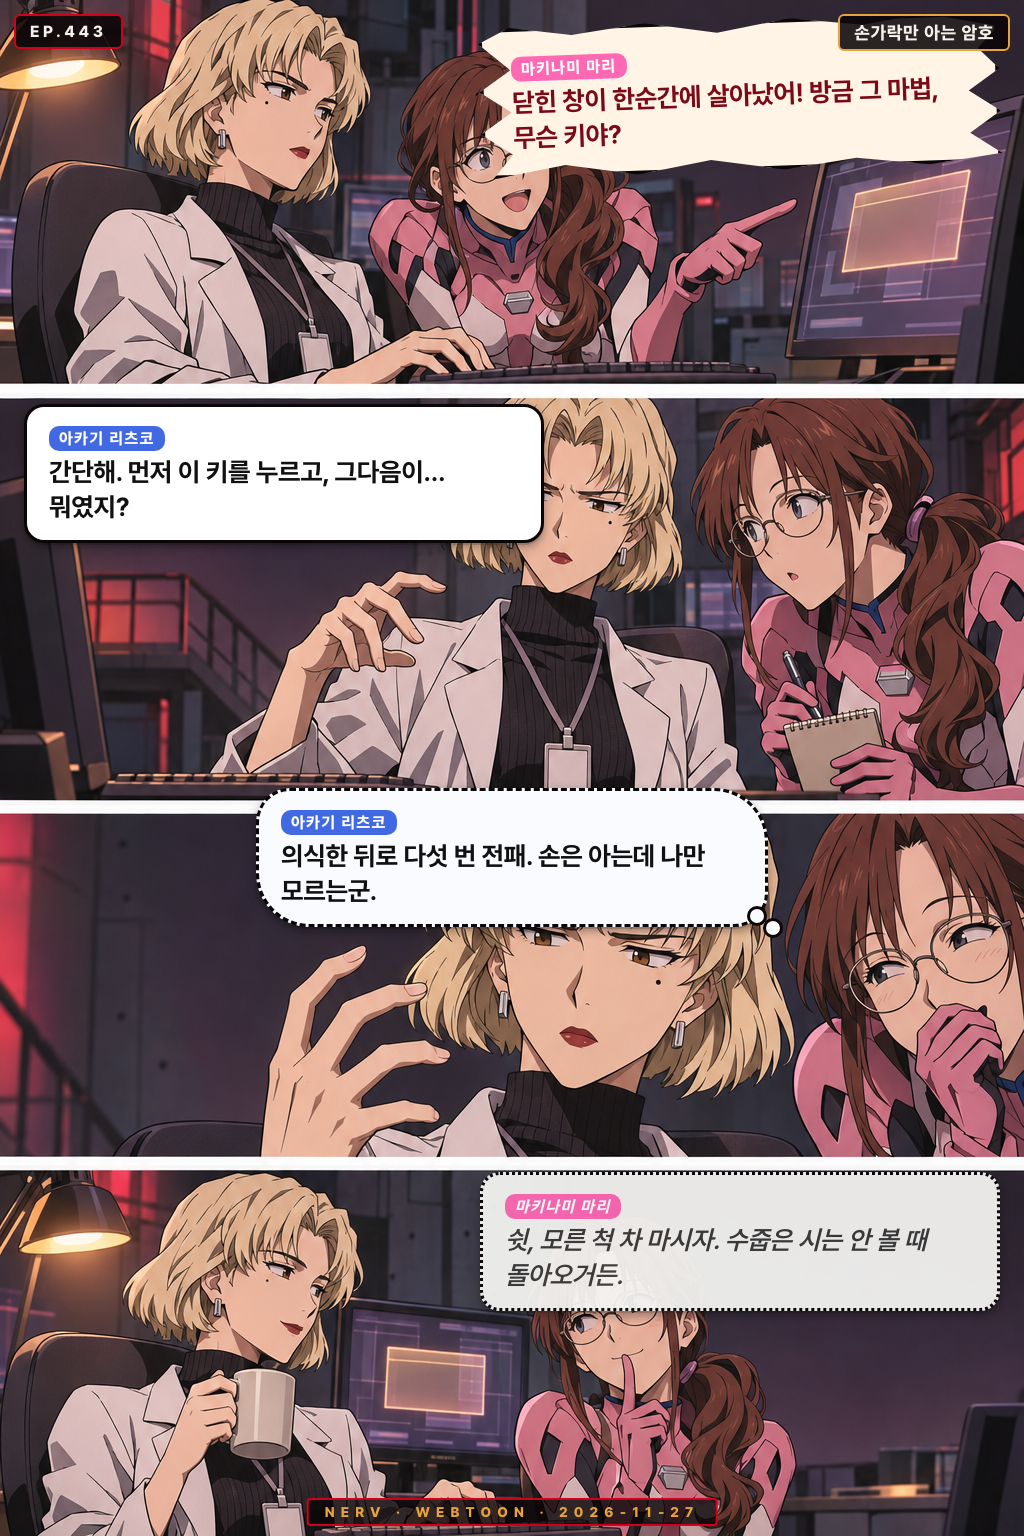 EP.443
손가락만 아는 암호
마키나미 마리
닫힌 창이 한순간에 살아났어! 방금 그 마법,
무슨 키야?
아카기 리츠코
간단해. 먼저 이 키를 누르고, 그다음이…
뭐였지?
아카기 리츠코
의식한 뒤로 다섯 번 전패. 손은 아는데 나만
모르는군.
마키나미 마리
쉿, 모른 척 차 마시자. 수줍은 시는 안 볼 때
돌아오거든.
NERV · WEBTOON · 2026-11-27